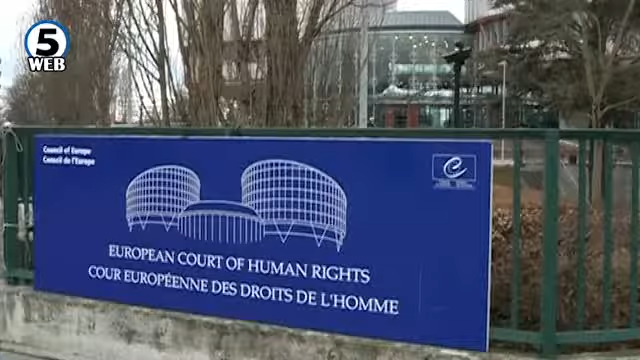 5
WEB
Council of Europe
Conseil de l'Europe
EUROPEAN COURT OF HUMAN RIGHTS
COUR EUROPÉENNE DES DROITS DE L'HOMME